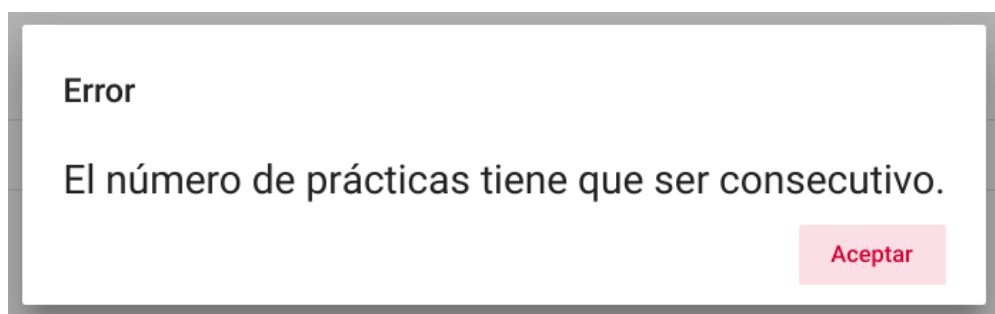 Error
El número de prácticas tiene que ser consecutivo.
Aceptar